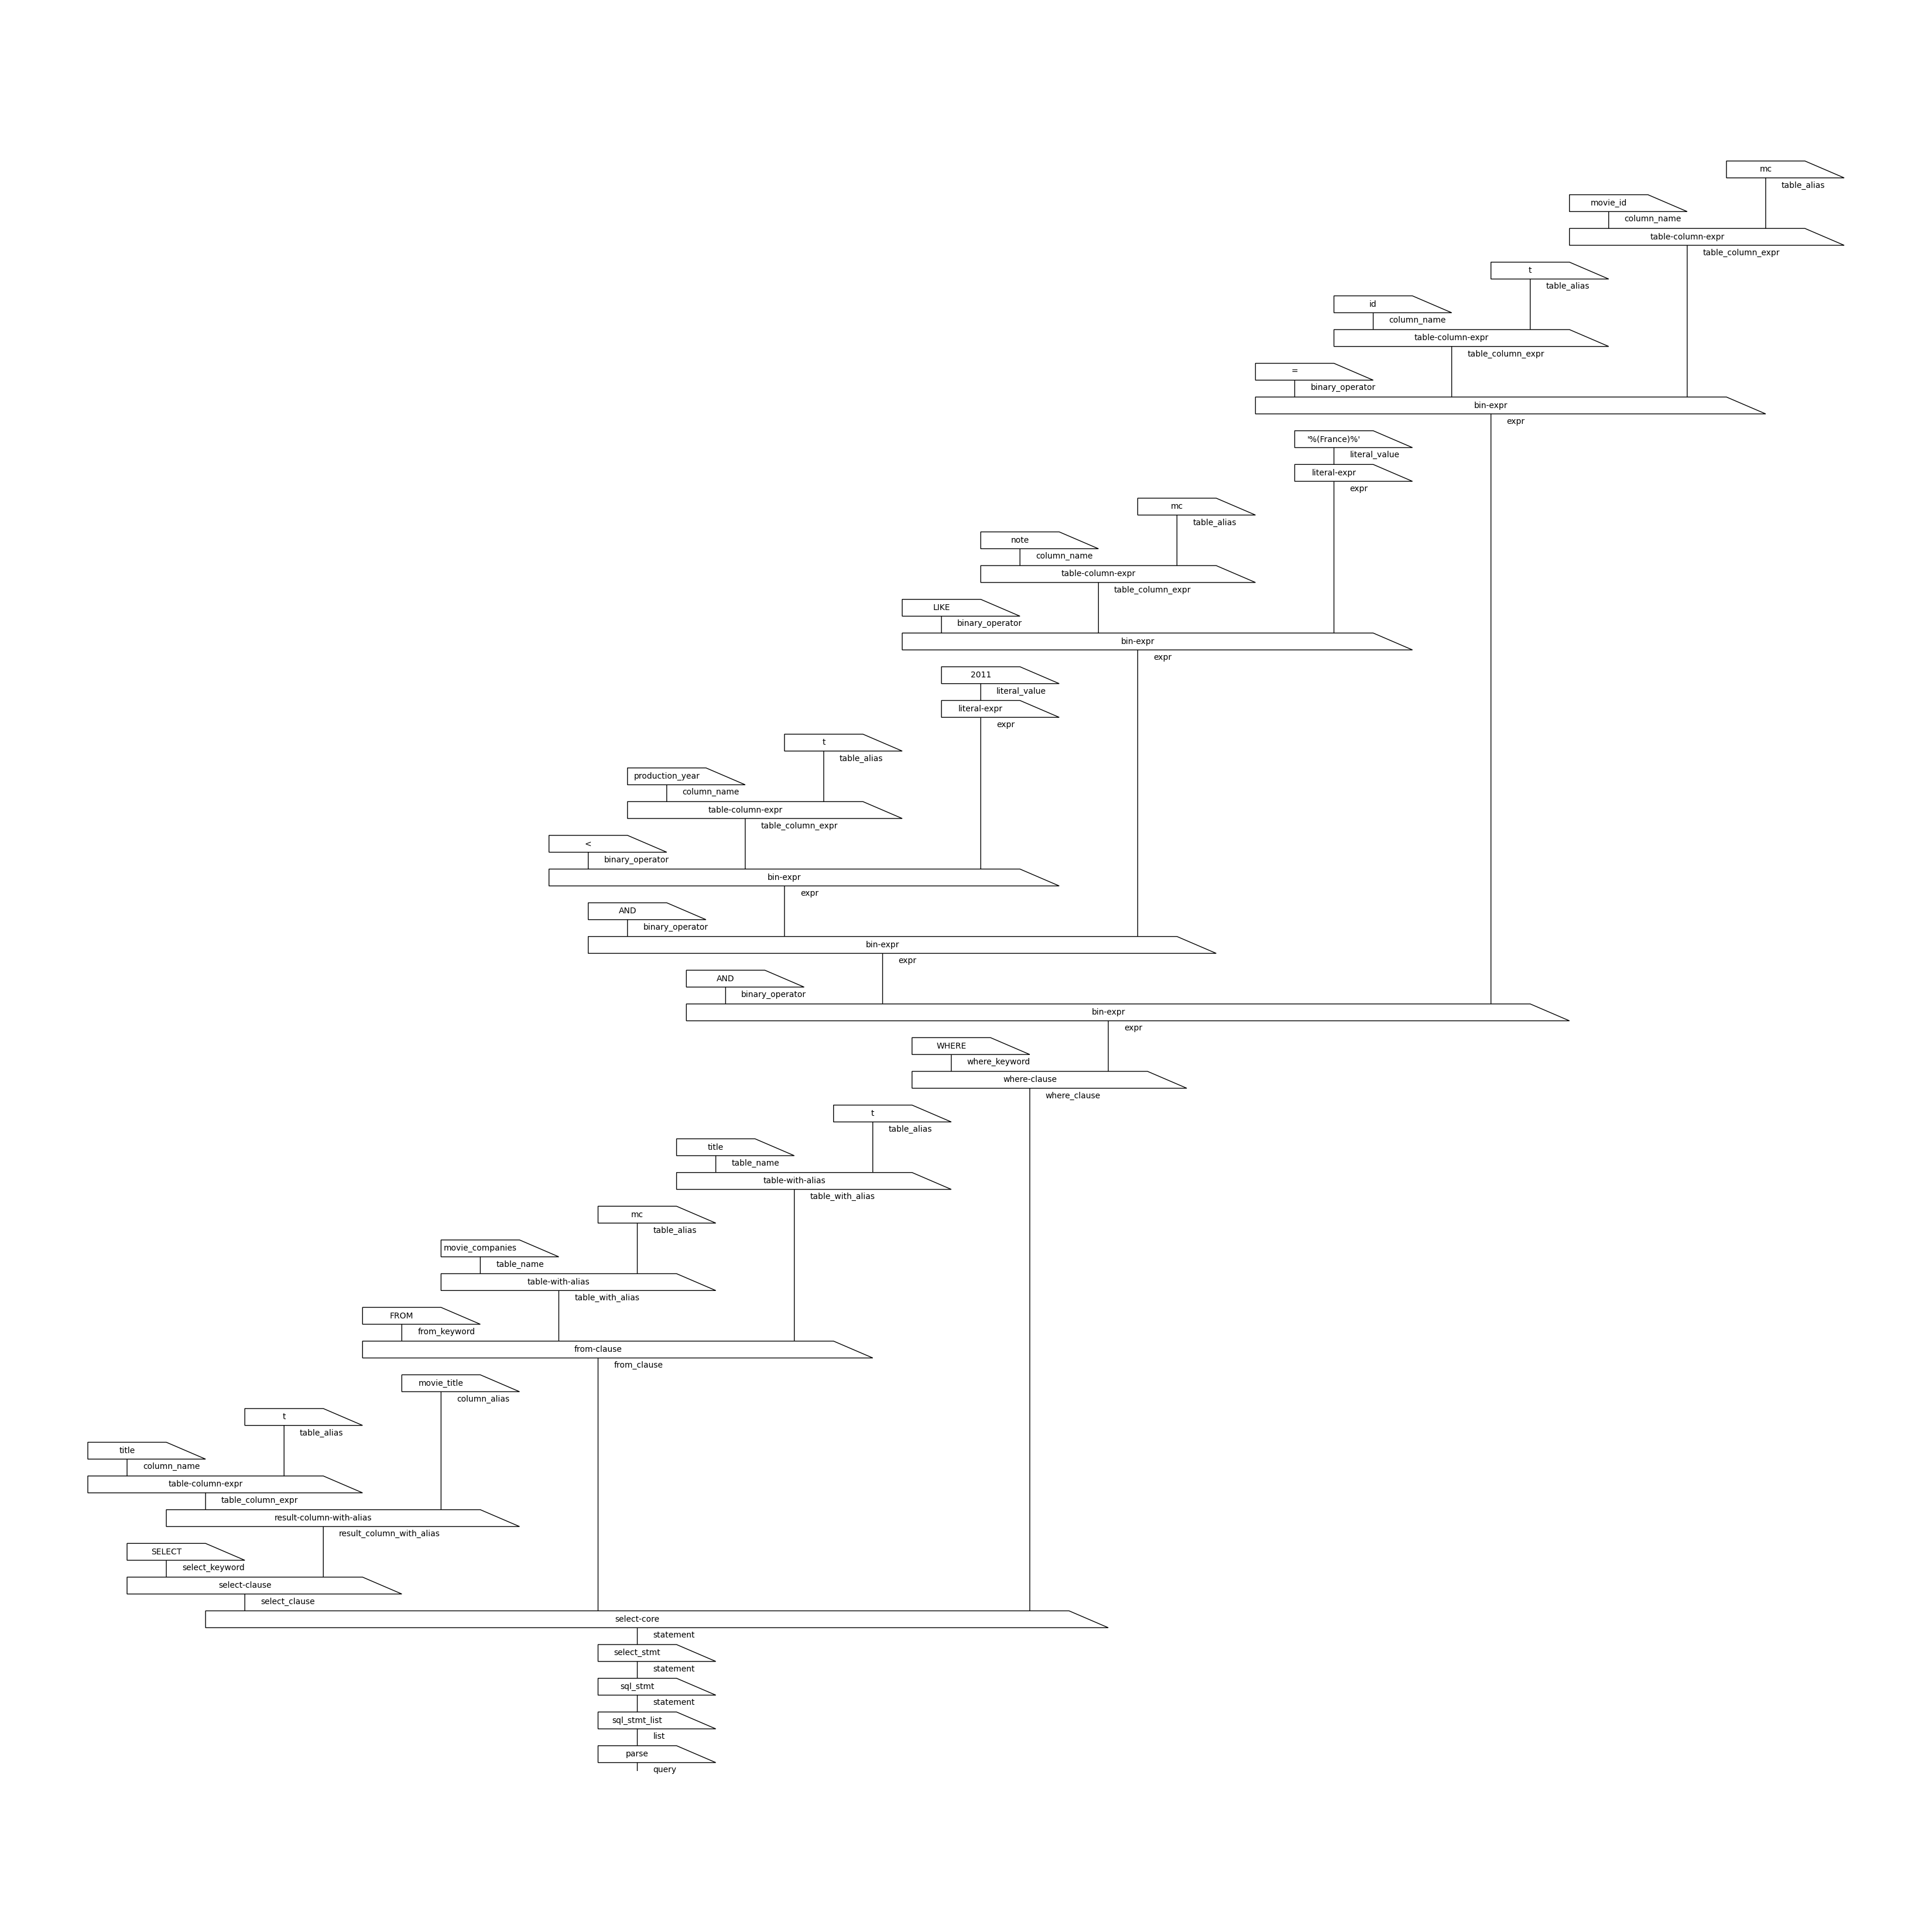 mc
table_alias
movie_id
column_name
table-column-expr
table_column_expr
t
table_alias
id
column_name
table-column-expr
table_column_expr
=
binary_operator
bin-expr
expr
'%(France)%'
literal_value
literal-expr
expr
mc
table_alias
note
column_name
table-column-expr
table_column_expr
LIKE
binary_operator
bin-expr
expr
2011
literal_value
literal-expr
expr
t
table_alias
production_year
column_name
table-column-expr
table_column_expr
<
binary_operator
bin-expr
expr
AND
binary_operator
bin-expr
expr
AND
binary_operator
bin-expr
expr
WHERE
where_keyword
where-clause
where_clause
t
table_alias
title
table_name
table-with-alias
table_with_alias
mc
table_alias
movie_companies
table_name
table-with-alias
table_with_alias
FROM
from_keyword
from-clause
from_clause
movie_title
column_alias
t
table_alias
title
column_name
table-column-expr
table_column_expr
result-column-with-alias
result_column_with_alias
SELECT
select_keyword
select-clause
select_clause
select-core
statement
select_stmt
statement
sql_stmt
statement
sql_stmt_list
list
parse
query